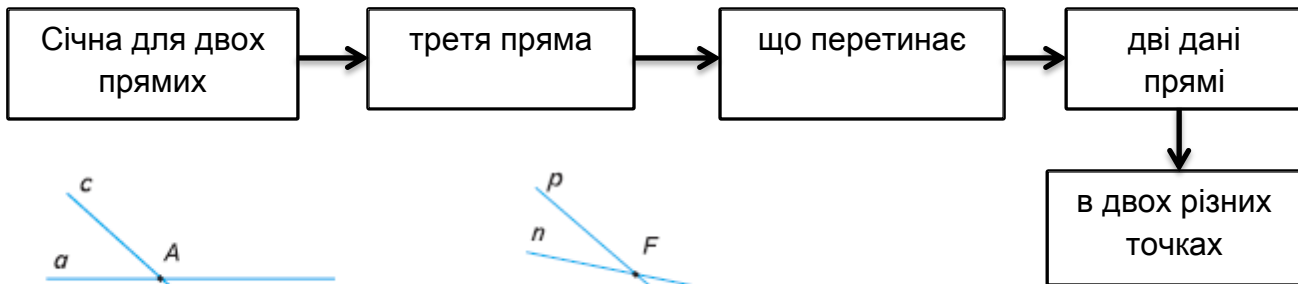 Січна для двох
прямих
третя пряма
що перетинає
дві дані
прямі
в двох різних
точках
c
A
a
p
n
F